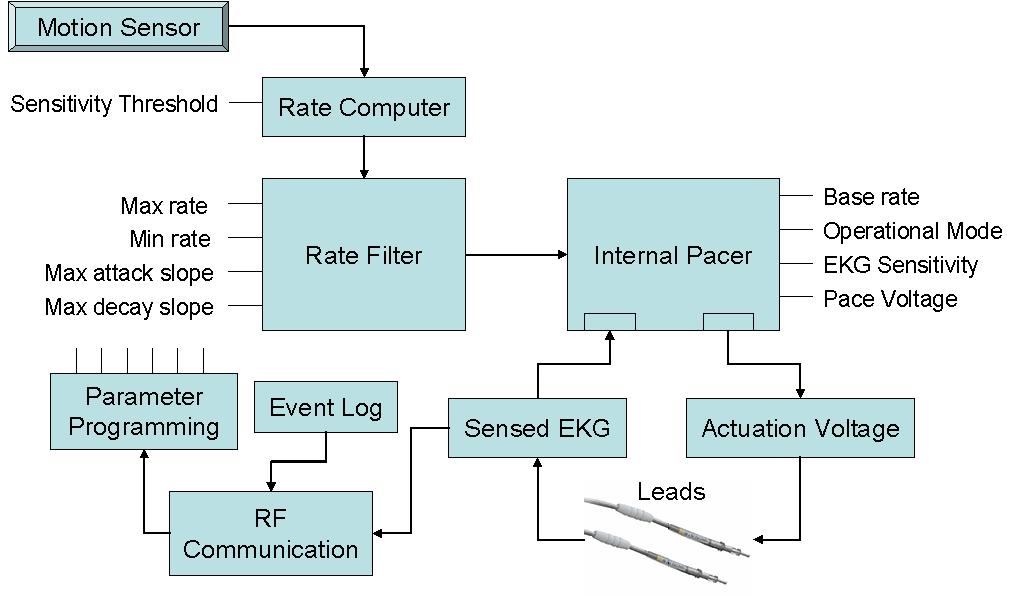 Motion Sensor
Sensitivity Threshold
Rate Computer
Max rate
Min rate
Max attack slope
Max decay slope
Rate Filter
Internal Pacer
Base rate
Operational Mode
EKG Sensitivity
Pace Voltage
Parameter
Programming
Event Log
Sensed EKG
Actuation Voltage
RF
Communication
Leads